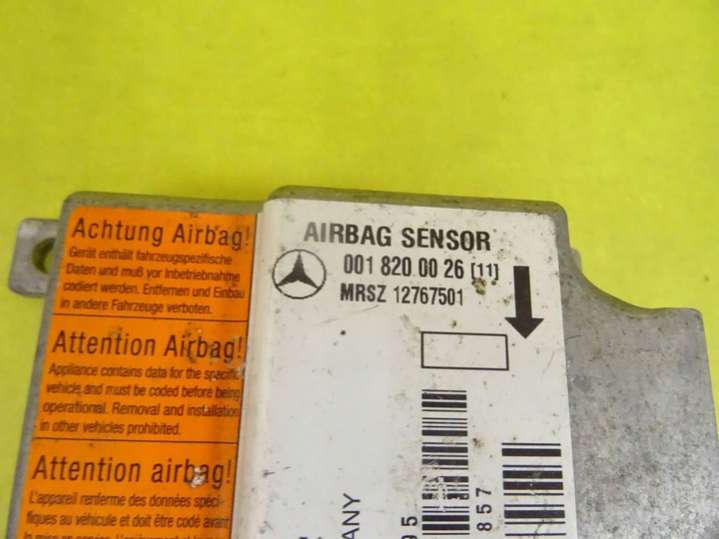 Achtung Airbag!
Gerät enthält fahrzeugspezifische
Daten und muß vor Inbetriebnahme
codiert werden. Entfernen und Einbau
in andere Fahrzeuge verboten.
Attention Airbag!
Appliance contains data for the specific
vehicle and must be coded before being
operational. Removal and installation
in other vehicles prohibited.
Attention airbag!
L'appareil renferme des données spéci-
fiques au véhicule et doit être codé avant
AIRBAG SENSOR
001 820 00 26 [11]
MRSZ 12767501
ANY
95
857